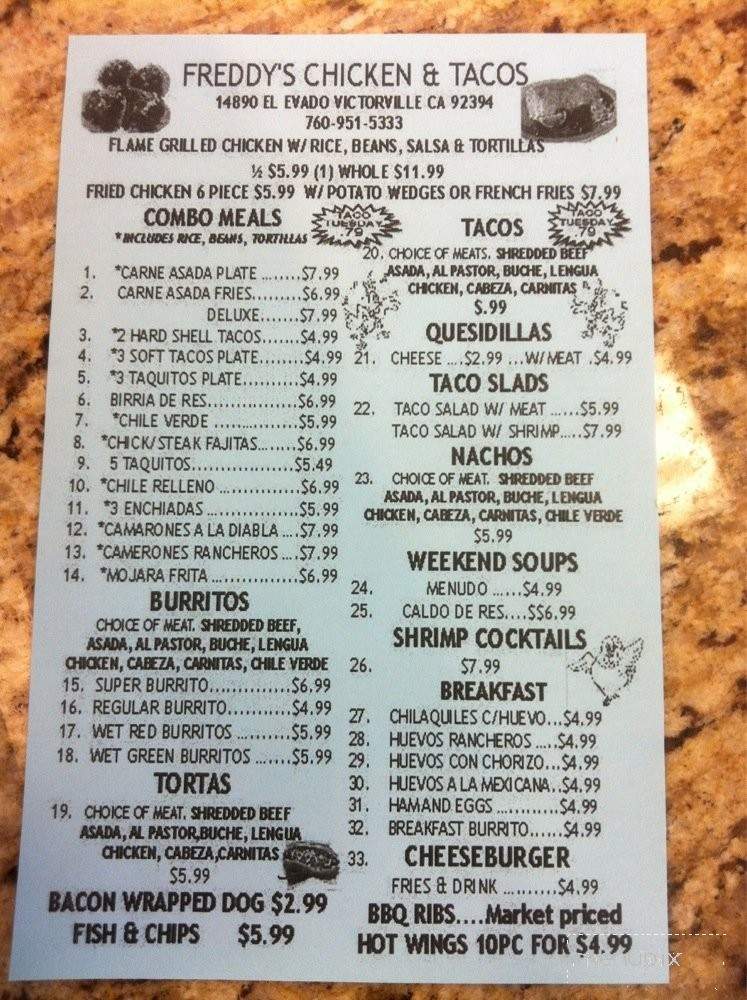 FREDDY'S CHICKEN & TACOS
14890 EL EVADO VICTORVILLE CA 92394
760-951-5333
FLAME GRILLED CHICKEN W/ RICE, BEANS, SALSA & TORTILLAS
½ $5.99 (1) WHOLE $11.99
FRIED CHICKEN 6 PIECE $5.99 W/ POTATO WEDGES OR FRENCH FRIES $7.99
COMBO MEALS
*INCLUDES RICE, BEANS, TORTILLAS
TACO
TUESDAY
.79
1. *CARNE ASADA PLATE ........$7.99
2. CARNE ASADA FRIES.........$6.99
DELUXE.......$7.99
3. *2 HARD SHELL TACOS.......$4.99
4. *3 SOFT TACOS PLATE........$4.99
5. *3 TAQUITOS PLATE..........$4.99
6. BIRRIA DE RES...............$6.99
7. *CHILE VERDE ...............$5.99
8. *CHICK/STEAK FAJITAS......$6.99
9. 5 TAQUITOS.................$5.49
10. *CHILE RELLENO ............$6.99
11. *3 ENCHIADAS ..............$5.99
12. *CAMARONES A LA DIABLA ....$7.99
13. *CAMERONES RANCHEROS ....$7.99
14. *MOJARA FRITA ..............$6.99
BURRITOS
CHOICE OF MEAT. SHREDDED BEEF,
ASADA, AL PASTOR, BUCHE, LENGUA
CHICKEN, CABEZA, CARNITAS, CHILE VERDE
15. SUPER BURRITO.............$6.99
16. REGULAR BURRITO...........$4.99
17. WET RED BURRITOS ..........$5.99
18. WET GREEN BURRITOS .......$5.99
TORTAS
19. CHOICE OF MEAT. SHREDDED BEEF
ASADA, AL PASTOR,BUCHE, LENGUA
CHICKEN, CABEZA,CARNITAS
$5.99
BACON WRAPPED DOG $2.99
FISH & CHIPS $5.99
TACOS
TACO
TUESDAY
.79
20. CHOICE OF MEATS. SHREDDED BEEF
ASADA, AL PASTOR, BUCHE, LENGUA
CHICKEN, CABEZA, CARNITAS
$.99
QUESIDILLAS
21. CHEESE ....$2.99 ...W/MEAT .$4.99
TACO SLADS
22. TACO SALAD W/ MEAT ......$5.99
TACO SALAD W/ SHRIMP.....$7.99
NACHOS
23. CHOICE OF MEAT. SHREDDED BEEF
ASADA, AL PASTOR, BUCHE, LENGUA
CHICKEN, CABEZA, CARNITAS, CHILE VERDE
$5.99
WEEKEND SOUPS
24. MENUDO ......$4.99
25. CALDO DE RES....$$6.99
SHRIMP COCKTAILS
26. $7.99
BREAKFAST
27. CHILAQUILES C/HUEVO...$4.99
28. HUEVOS RANCHEROS .....$4.99
29. HUEVOS CON CHORIZO...$4.99
30. HUEVOS A LA MEXICANA..$4.99
31. HAMAND EGGS ...........$4.99
32. BREAKFAST BURRITO......$4.99
33. CHEESEBURGER
FRIES & DRINK ..........$4.99
BBQ RIBS....Market priced
HOT WINGS 10PC FOR $4.99